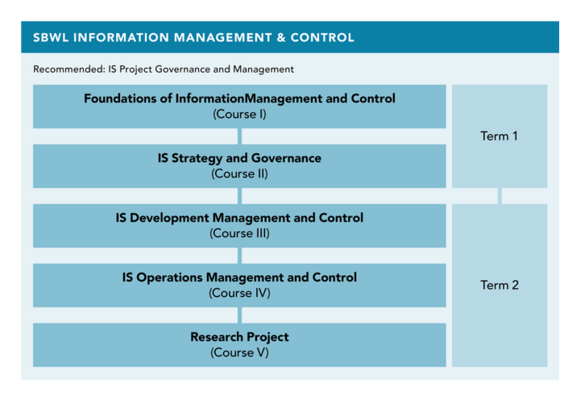 SBWL INFORMATION MANAGEMENT & CONTROL
Recommended: IS Project Governance and Management
Foundations of InformationManagement and Control
(Course I)
Term 1
IS Strategy and Governance
(Course II)
IS Development Management and Control
(Course III)
IS Operations Management and Control
(Course IV)
Term 2
Research Project
(Course V)